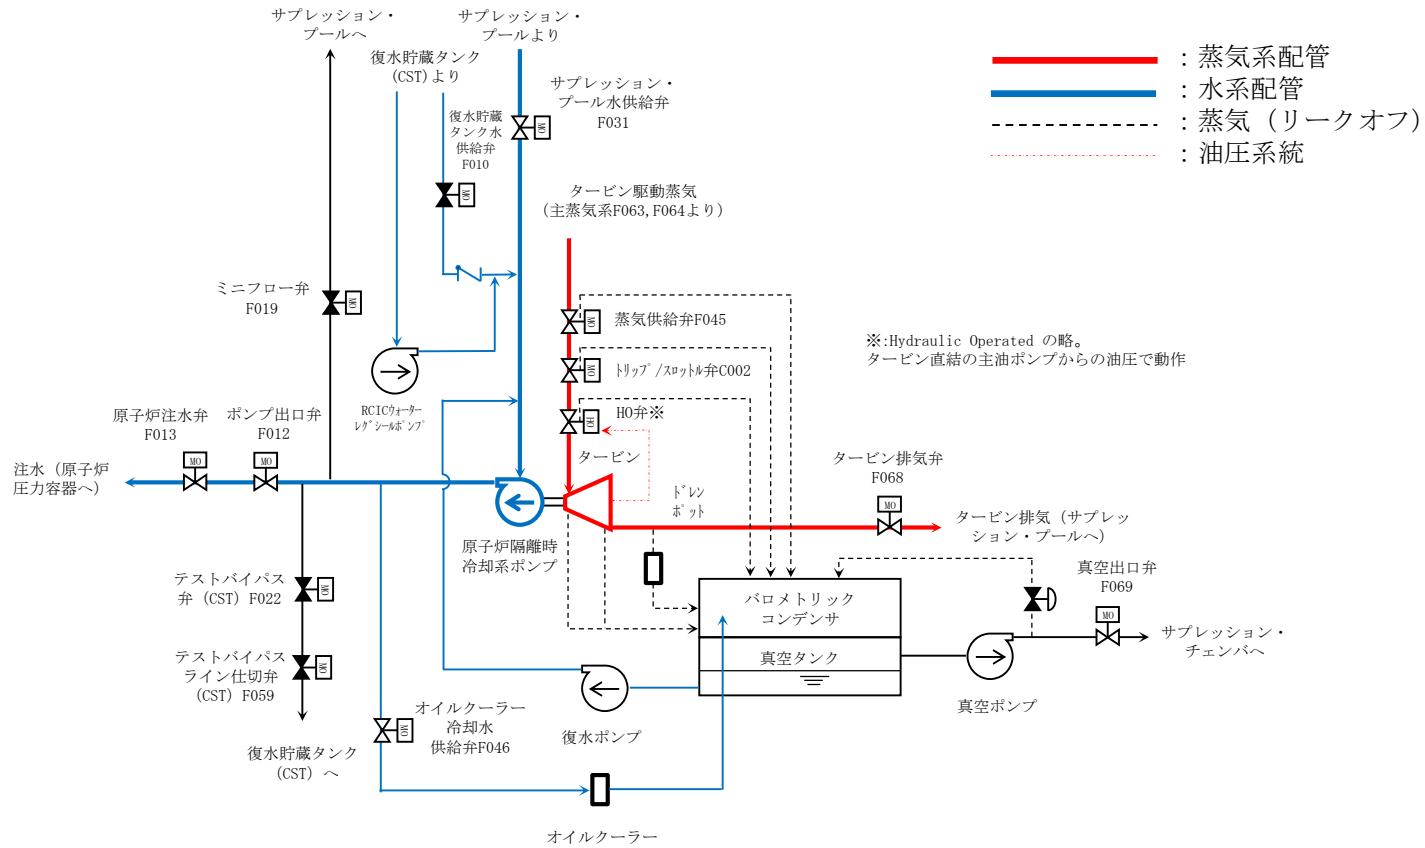 サプレッション・
プールへ
サプレッション・
プールより
復水貯蔵タンク
(CST)より
サプレッション・
プール水供給弁
F031
MO
復水貯蔵
タンク水
供給弁
F010
MO
：蒸気系配管
：水系配管
：蒸気（リークオフ）
：油圧系統
タービン駆動蒸気
（主蒸気系F063,F064より）
ミニフロー弁
F019
MO
蒸気供給弁F045
MO
※:Hydraulic Operated の略。
タービン直結の主油ポンプからの油圧で動作
トリップ/スロットル弁C002
MO
RCICウォーター
レグシールポンプ
HO弁※
HO
原子炉注水弁
F013
MO
ポンプ出口弁
F012
MO
注水（原子炉
圧力容器へ）
タービン
ドレン
ポット
タービン排気弁
F068
MO
タービン排気（サプレッ
ション・プールへ）
原子炉隔離時
冷却系ポンプ
テストバイパス
弁（CST）F022
MO
バロメトリック
コンデンサ
真空タンク
真空出口弁
F069
MO
サプレッション・
チェンバへ
真空ポンプ
テストバイパス
ライン仕切弁
（CST）F059
MO
オイルクーラー
冷却水
供給弁F046
MO
復水ポンプ
復水貯蔵タンク
（CST）へ
オイルクーラー